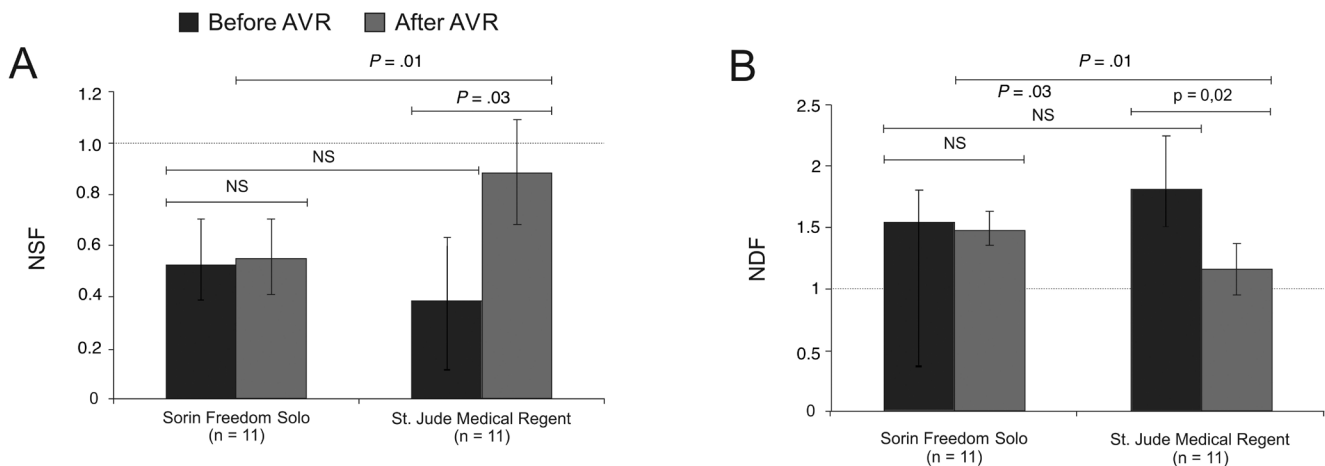 Before AVR After AVR
A
P = .01
1.2
P = .03
1.0
NS
0.8
NS
0.6
0.4
0.2
0
NSF
Sorin Freedom Solo
(n = 11)
St. Jude Medical Regent
(n = 11)
B
P = .01
P = .03
p = 0,02
2.5
NS
2
NS
1.5
1
0.5
0
NDF
Sorin Freedom Solo
(n = 11)
St. Jude Medical Regent
(n = 11)